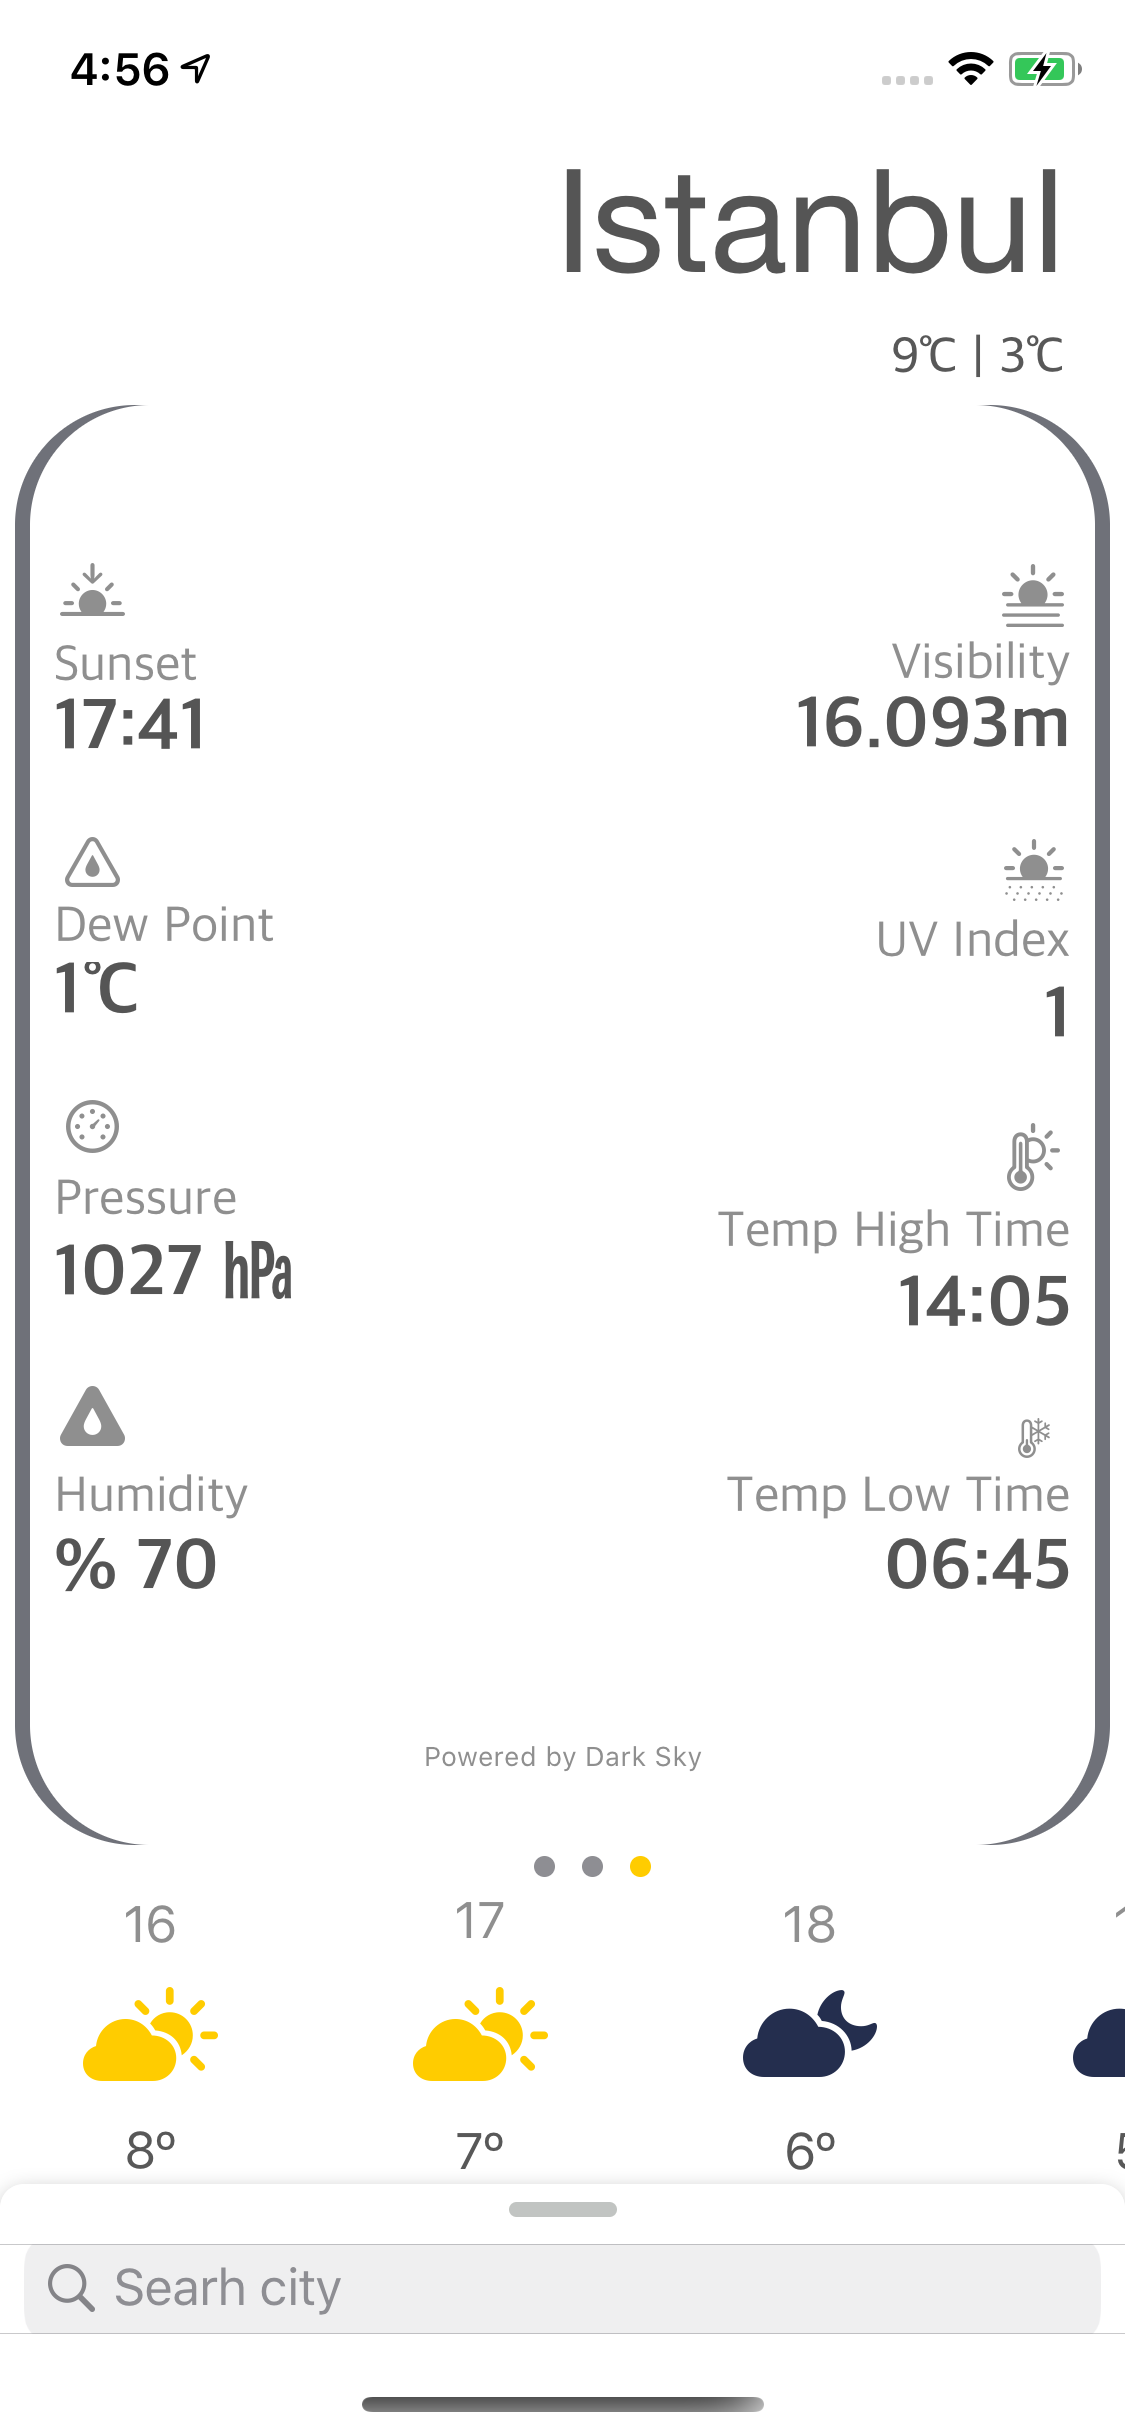 4:56
Istanbul
9℃ | 3℃
Sunset
17:41
Visibility
16.093m
Dew Point
1℃
UV Index
1
Pressure
1027 hPa
Temp High Time
14:05
Humidity
% 70
Temp Low Time
06:45
Powered by Dark Sky
16 17 18
8° 7° 6°
Searh city